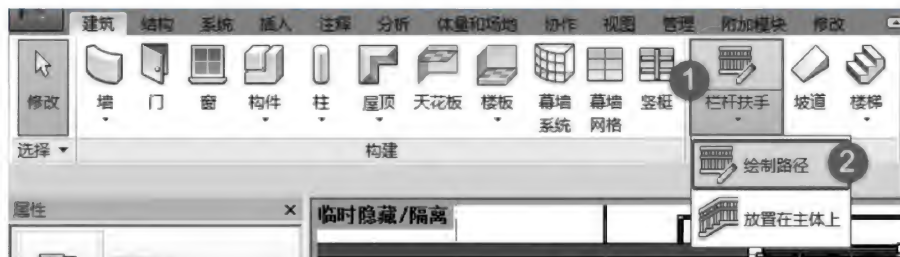 建筑 结构 系统 插入 注释 分析 体量和场地 协作 视图 管理 附加模块 修改
修改 墙 门 窗 构件 柱 屋顶 天花板 楼板 幕墙系统 幕墙网格 竖梃 1 栏杆扶手 坡道 楼梯
选择 构建
绘制路径 2
属性 × 临时隐藏/隔离
放置在主体上